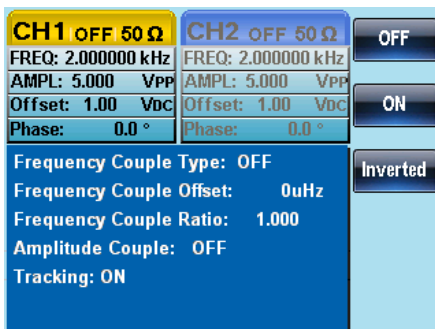 CH1 OFF 50 Ω
FREQ: 2.000000 kHz
AMPL: 5.000 VPP
Offset: 1.00 VDC
Phase: 0.0 °
CH2 OFF 50 Ω
FREQ: 2.000000 kHz
AMPL: 5.000 VPP
Offset: 1.00 VDC
Phase: 0.0 °
Frequency Couple Type: OFF
Frequency Couple Offset: 0uHz
Frequency Couple Ratio: 1.000
Amplitude Couple: OFF
Tracking: ON
OFF
ON
Inverted